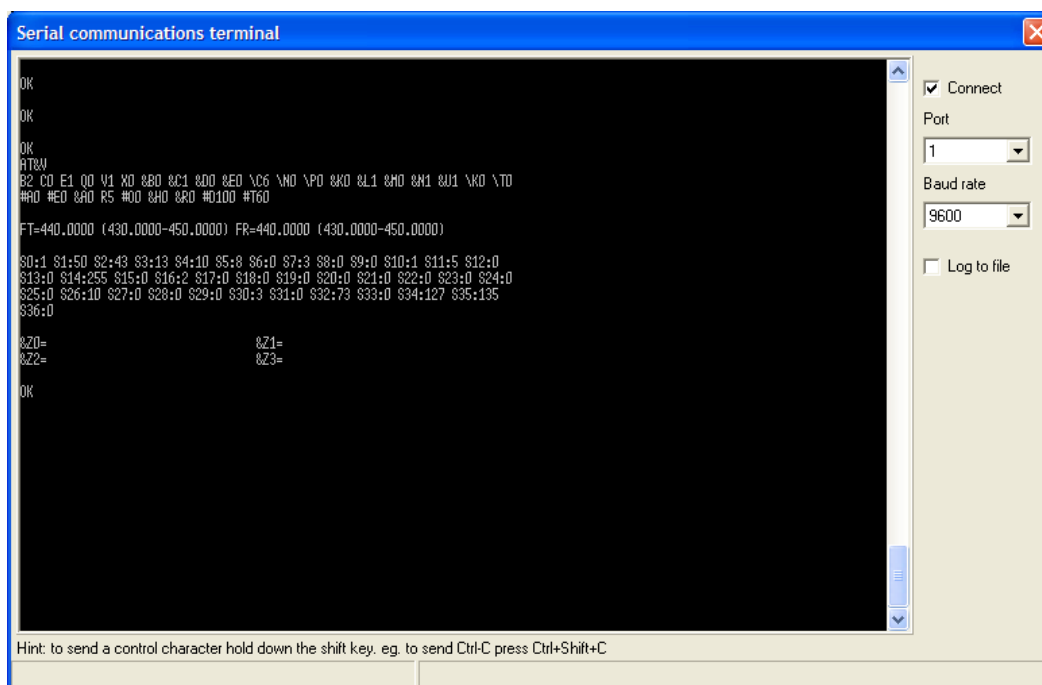 Serial communications terminal
OK
OK
OK
AT&V
B2 C0 E1 Q0 V1 X0 &B0 &C1 &D0 &E0 \C6 \N0 \P0 &K0 &L1 &M0 &N1 &U1 \K0 \T0
#A0 #E0 &A0 R5 #O0 &H0 &R0 #D100 #T60
FT=440.0000 (430.0000-450.0000) FR=440.0000 (430.0000-450.0000)
S0:1 S1:50 S2:43 S3:13 S4:10 S5:8 S6:0 S7:3 S8:0 S9:0 S10:1 S11:5 S12:0
S13:0 S14:255 S15:0 S16:2 S17:0 S18:0 S19:0 S20:0 S21:0 S22:0 S23:0 S24:0
S25:0 S26:10 S27:0 S28:0 S29:0 S30:3 S31:0 S32:73 S33:0 S34:127 S35:135
S36:0
&Z0= &Z1=
&Z2= &Z3=
OK
Connect
Port
1
Baud rate
9600
Log to file
Hint: to send a control character hold down the shift key. eg. to send Ctrl-C press Ctrl+Shift+C